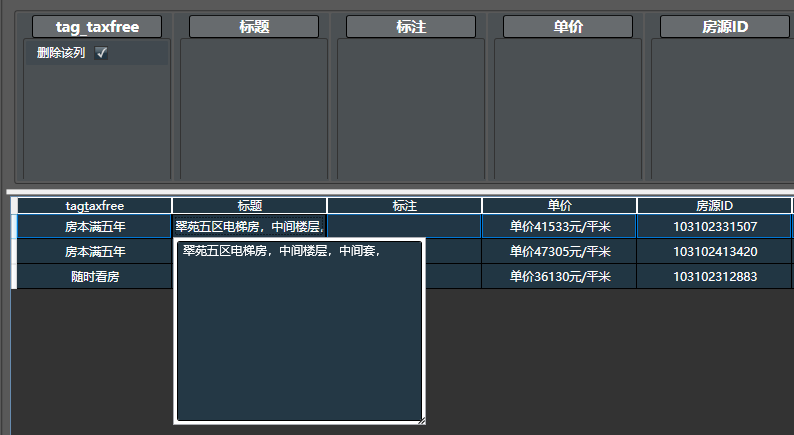 tag_taxfree 标题 标注 单价 房源ID
删除该列
tagtaxfree 标题 标注 单价 房源ID
房本满五年 翠苑五区电梯房，中间楼层, 单价41533元/平米 103102331507
房本满五年 单价47305元/平米 103102413420
翠苑五区电梯房，中间楼层，中间套，
随时看房 单价36130元/平米 103102312883